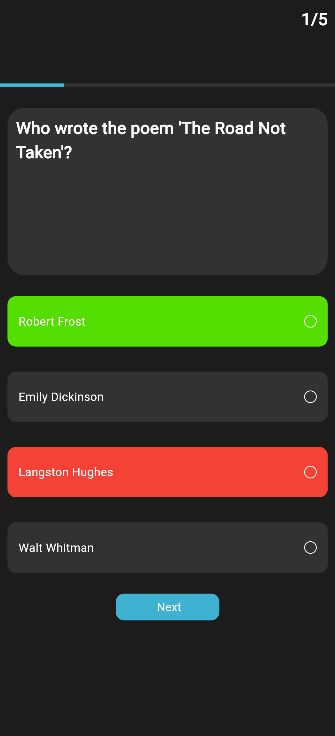 1/5
Who wrote the poem 'The Road Not
Taken'?
Robert Frost
Emily Dickinson
Langston Hughes
Walt Whitman
Next